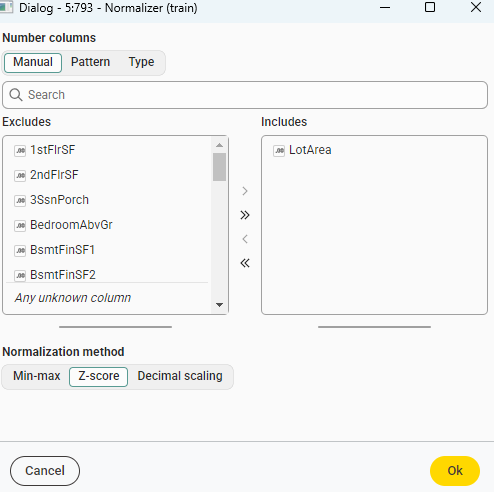 Dialog - 5:793 - Normalizer (train)
Number columns
Manual Pattern Type
Search
Excludes Includes
1stFlrSF LotArea
2ndFlrSF
3SsnPorch
BedroomAbvGr
BsmtFinSF1
BsmtFinSF2
Any unknown column
Normalization method
Min-max Z-score Decimal scaling
Cancel Ok